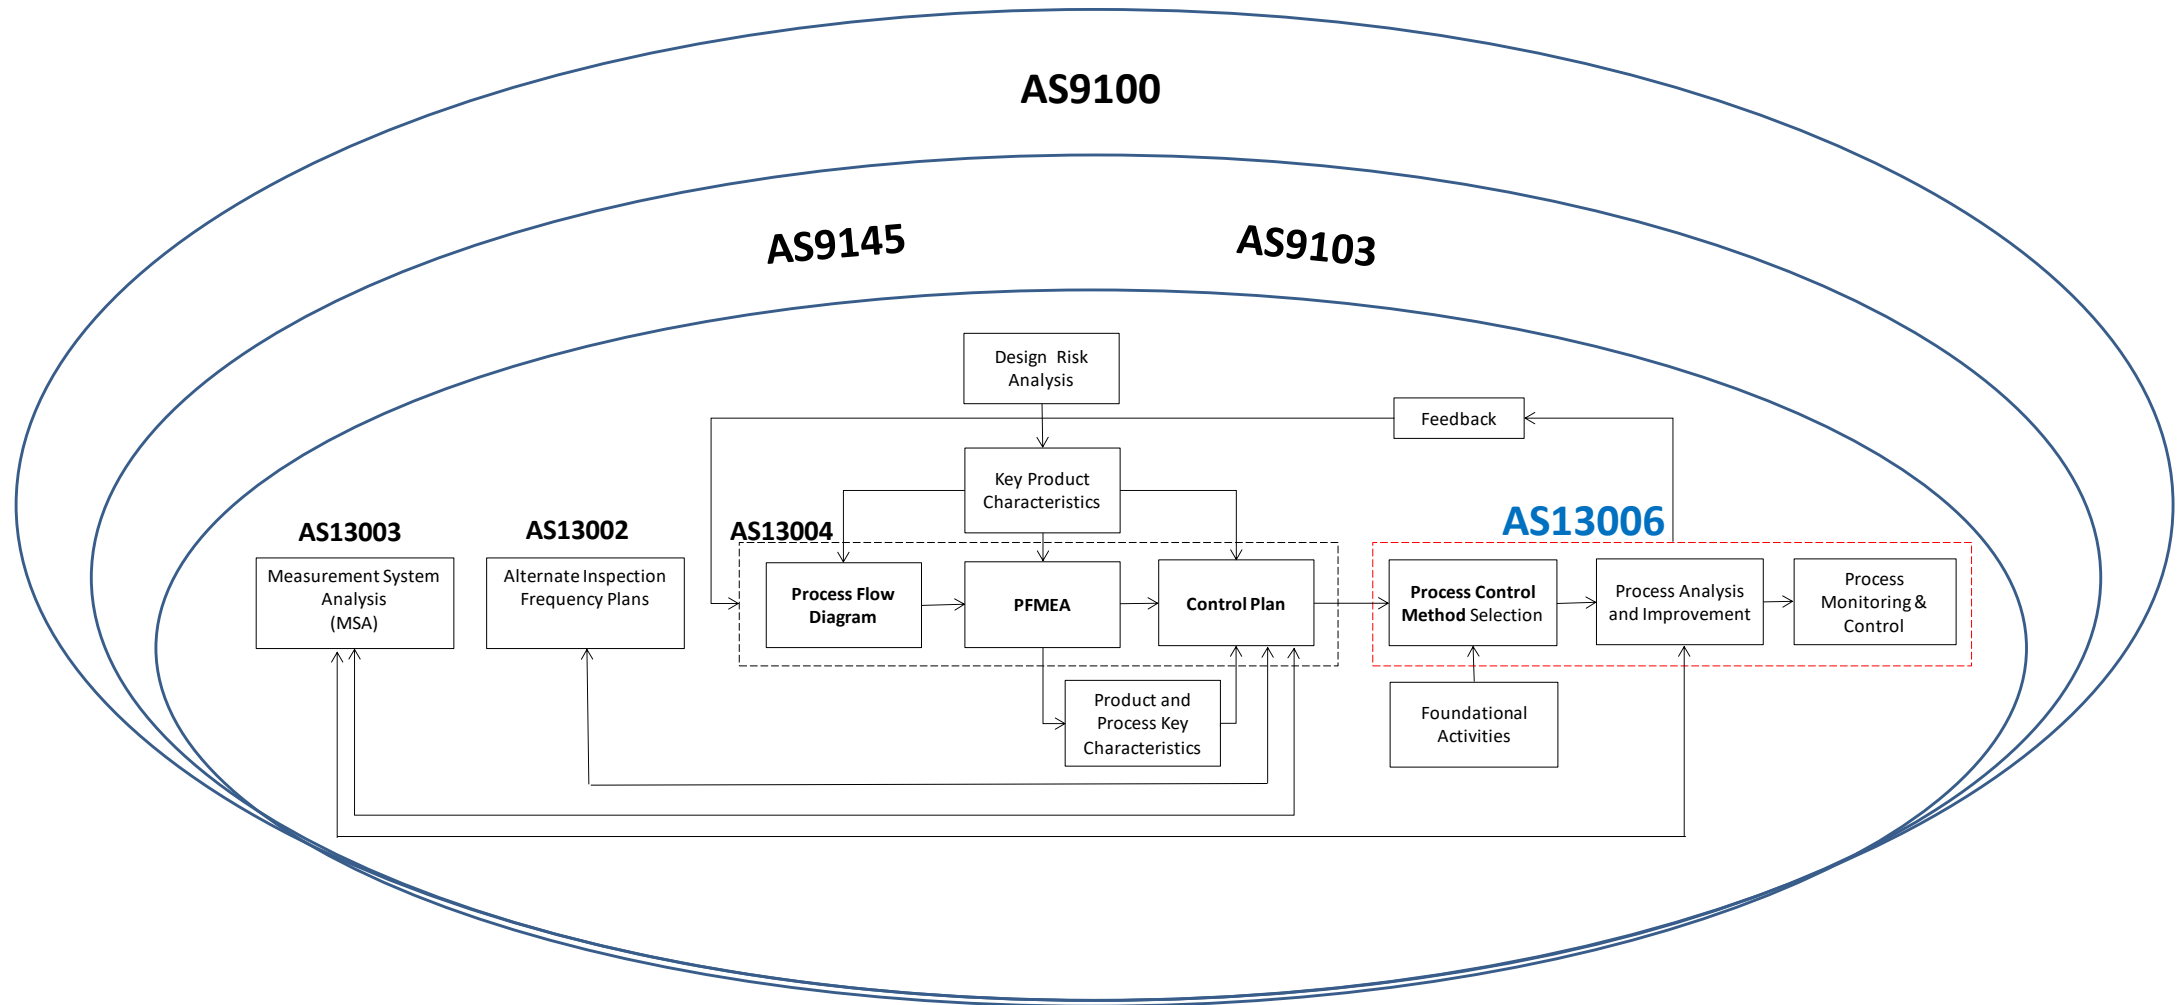 AS9100
AS9145
AS9103
Design Risk
Analysis
Feedback
Key Product
Characteristics
AS13003
AS13002
AS13004
AS13006
Measurement System
Analysis
(MSA)
Alternate Inspection
Frequency Plans
Process Flow
Diagram
PFMEA
Control Plan
Process Control
Method Selection
Process Analysis
and Improvement
Process
Monitoring &
Control
Product and
Process Key
Characteristics
Foundational
Activities